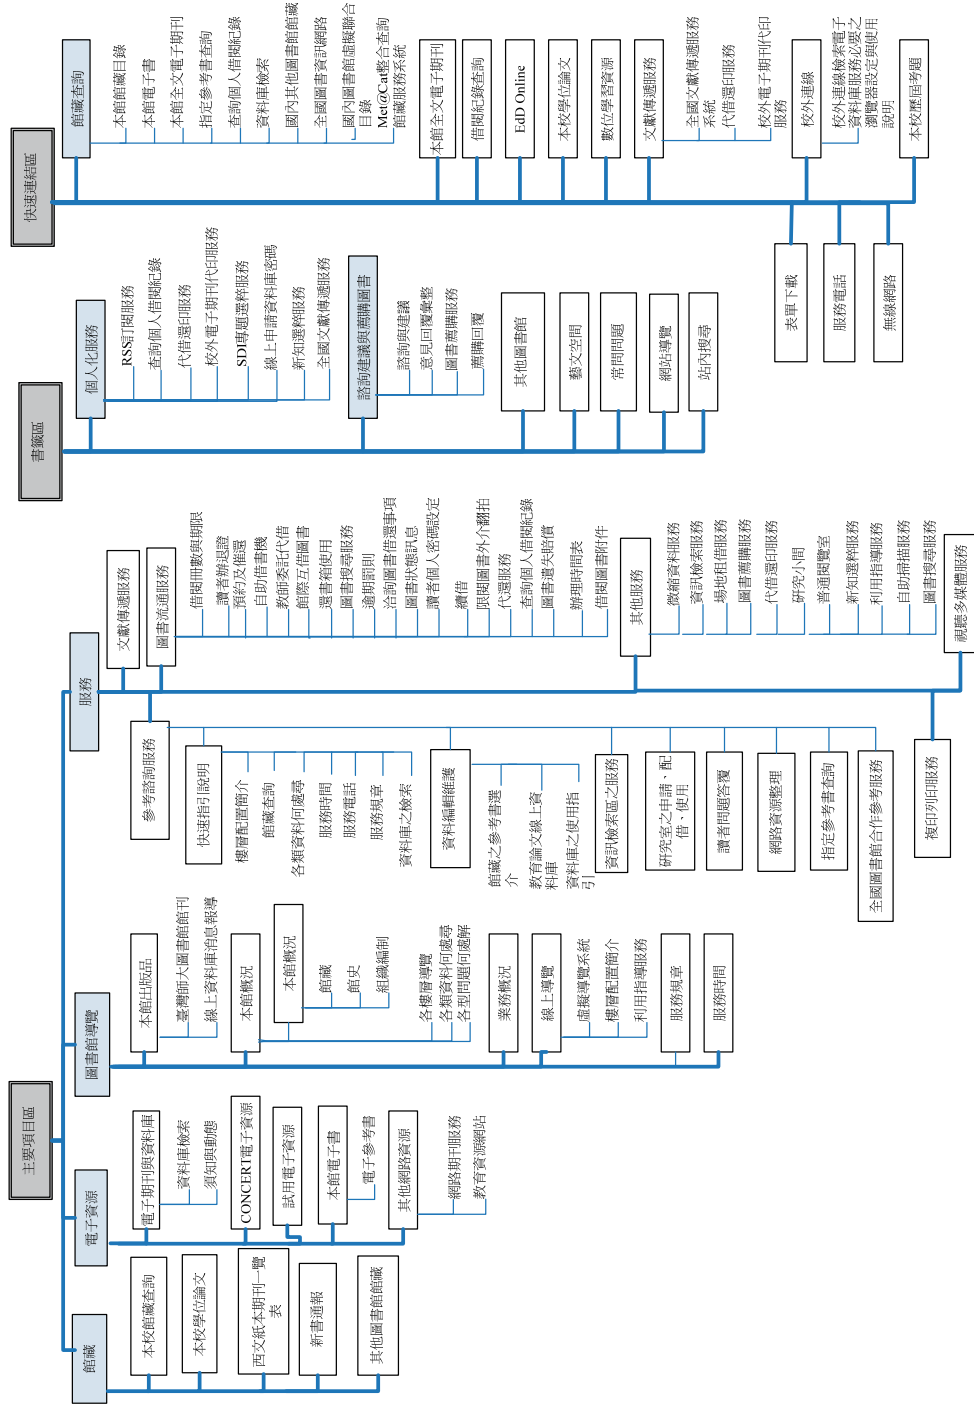 主要項目區
館藏
本校館藏查詢
本校學位論文
西文紙本期刊一覽
表
新書通報
其他圖書館館藏
電子資源
電子期刊與資料庫
資料庫檢索
須知與動態
CONCERT電子資源
試用電子資源
本館電子書
電子參考書
其他網路資源
網路期刊服務
教育資源網站
圖書館導覽
本館出版品
臺灣師大圖書館館刊
線上資料庫消息報導
本館概況
本館概況
館藏
館史
組織編制
各樓層導覽
各類資料何處尋
各型問題何處解
業務概況
線上導覽
虛擬導覽系統
樓層配置簡介
利用指導服務
服務規章
服務時間
服務
參考諮詢服務
快速指引說明
樓層配置簡介
館藏查詢
各類資料何處尋
服務時間
服務電話
服務規章
資料庫之檢索
資料編輯維護
館藏之參考書選
介
教育論文線上資
料庫
資料庫之使用指
引
資訊檢索區之服務
研究室之申請、配
借、使用
讀者問題答覆
網路資源整理
指定參考書查詢
全國圖書館合作參考服務
複印列印服務
文獻傳遞服務
圖書流通服務
借閱冊數與期限
讀者辦退證
預約及催還
自助借書機
教師委託代借
館際互借圖書
還書箱使用
圖書搜尋服務
逾期罰則
洽詢圖書借還事項
圖書狀態訊息
讀者個人密碼設定
續借
限閱圖書外介翻拍
代還服務
查詢個人借閱紀錄
圖書遺失賠償
辦理時間表
借閱圖書附件
其他服務
微縮資料服務
資訊檢索服務
場地租借服務
圖書薦購服務
代借還印服務
研究小間
普通閱覽室
新知選粹服務
利用指導服務
自助掃描服務
圖書搜尋服務
視聽多媒體服務
書籤區
個人化服務
RSS訂閱服務
查詢個人借閱紀錄
代借還印服務
校外電子期刊代印服務
SDI專題選粹服務
線上申請資料庫密碼
新知選粹服務
全國文獻傳遞服務
諮詢建議與薦購圖書
諮詢與建議
意見回覆彙整
圖書薦購服務
薦購回覆
其他圖書館
藝文空間
常問問題
網站導覽
站內搜尋
快速連結區
館藏查詢
本館館藏目錄
本館電子書
本館全文電子期刊
指定參考書查詢
查詢個人借閱紀錄
資料庫檢索
國內其他圖書館館藏
全國圖書資訊網路
國內圖書館虛擬聯合
目錄
Met@Cat整合查詢
館藏服務系統
本館全文電子期刊
借閱紀錄查詢
EdD Online
本校學位論文
數位學習資源
文獻傳遞服務
全國文獻傳遞服務
系統
代借還印服務
校外電子期刊代印
服務
校外連線
校外連線檢索電子
資料庫服務必要之
瀏覽器設定與使用
說明
本校歷屆考題
表單下載
服務電話
無線網路